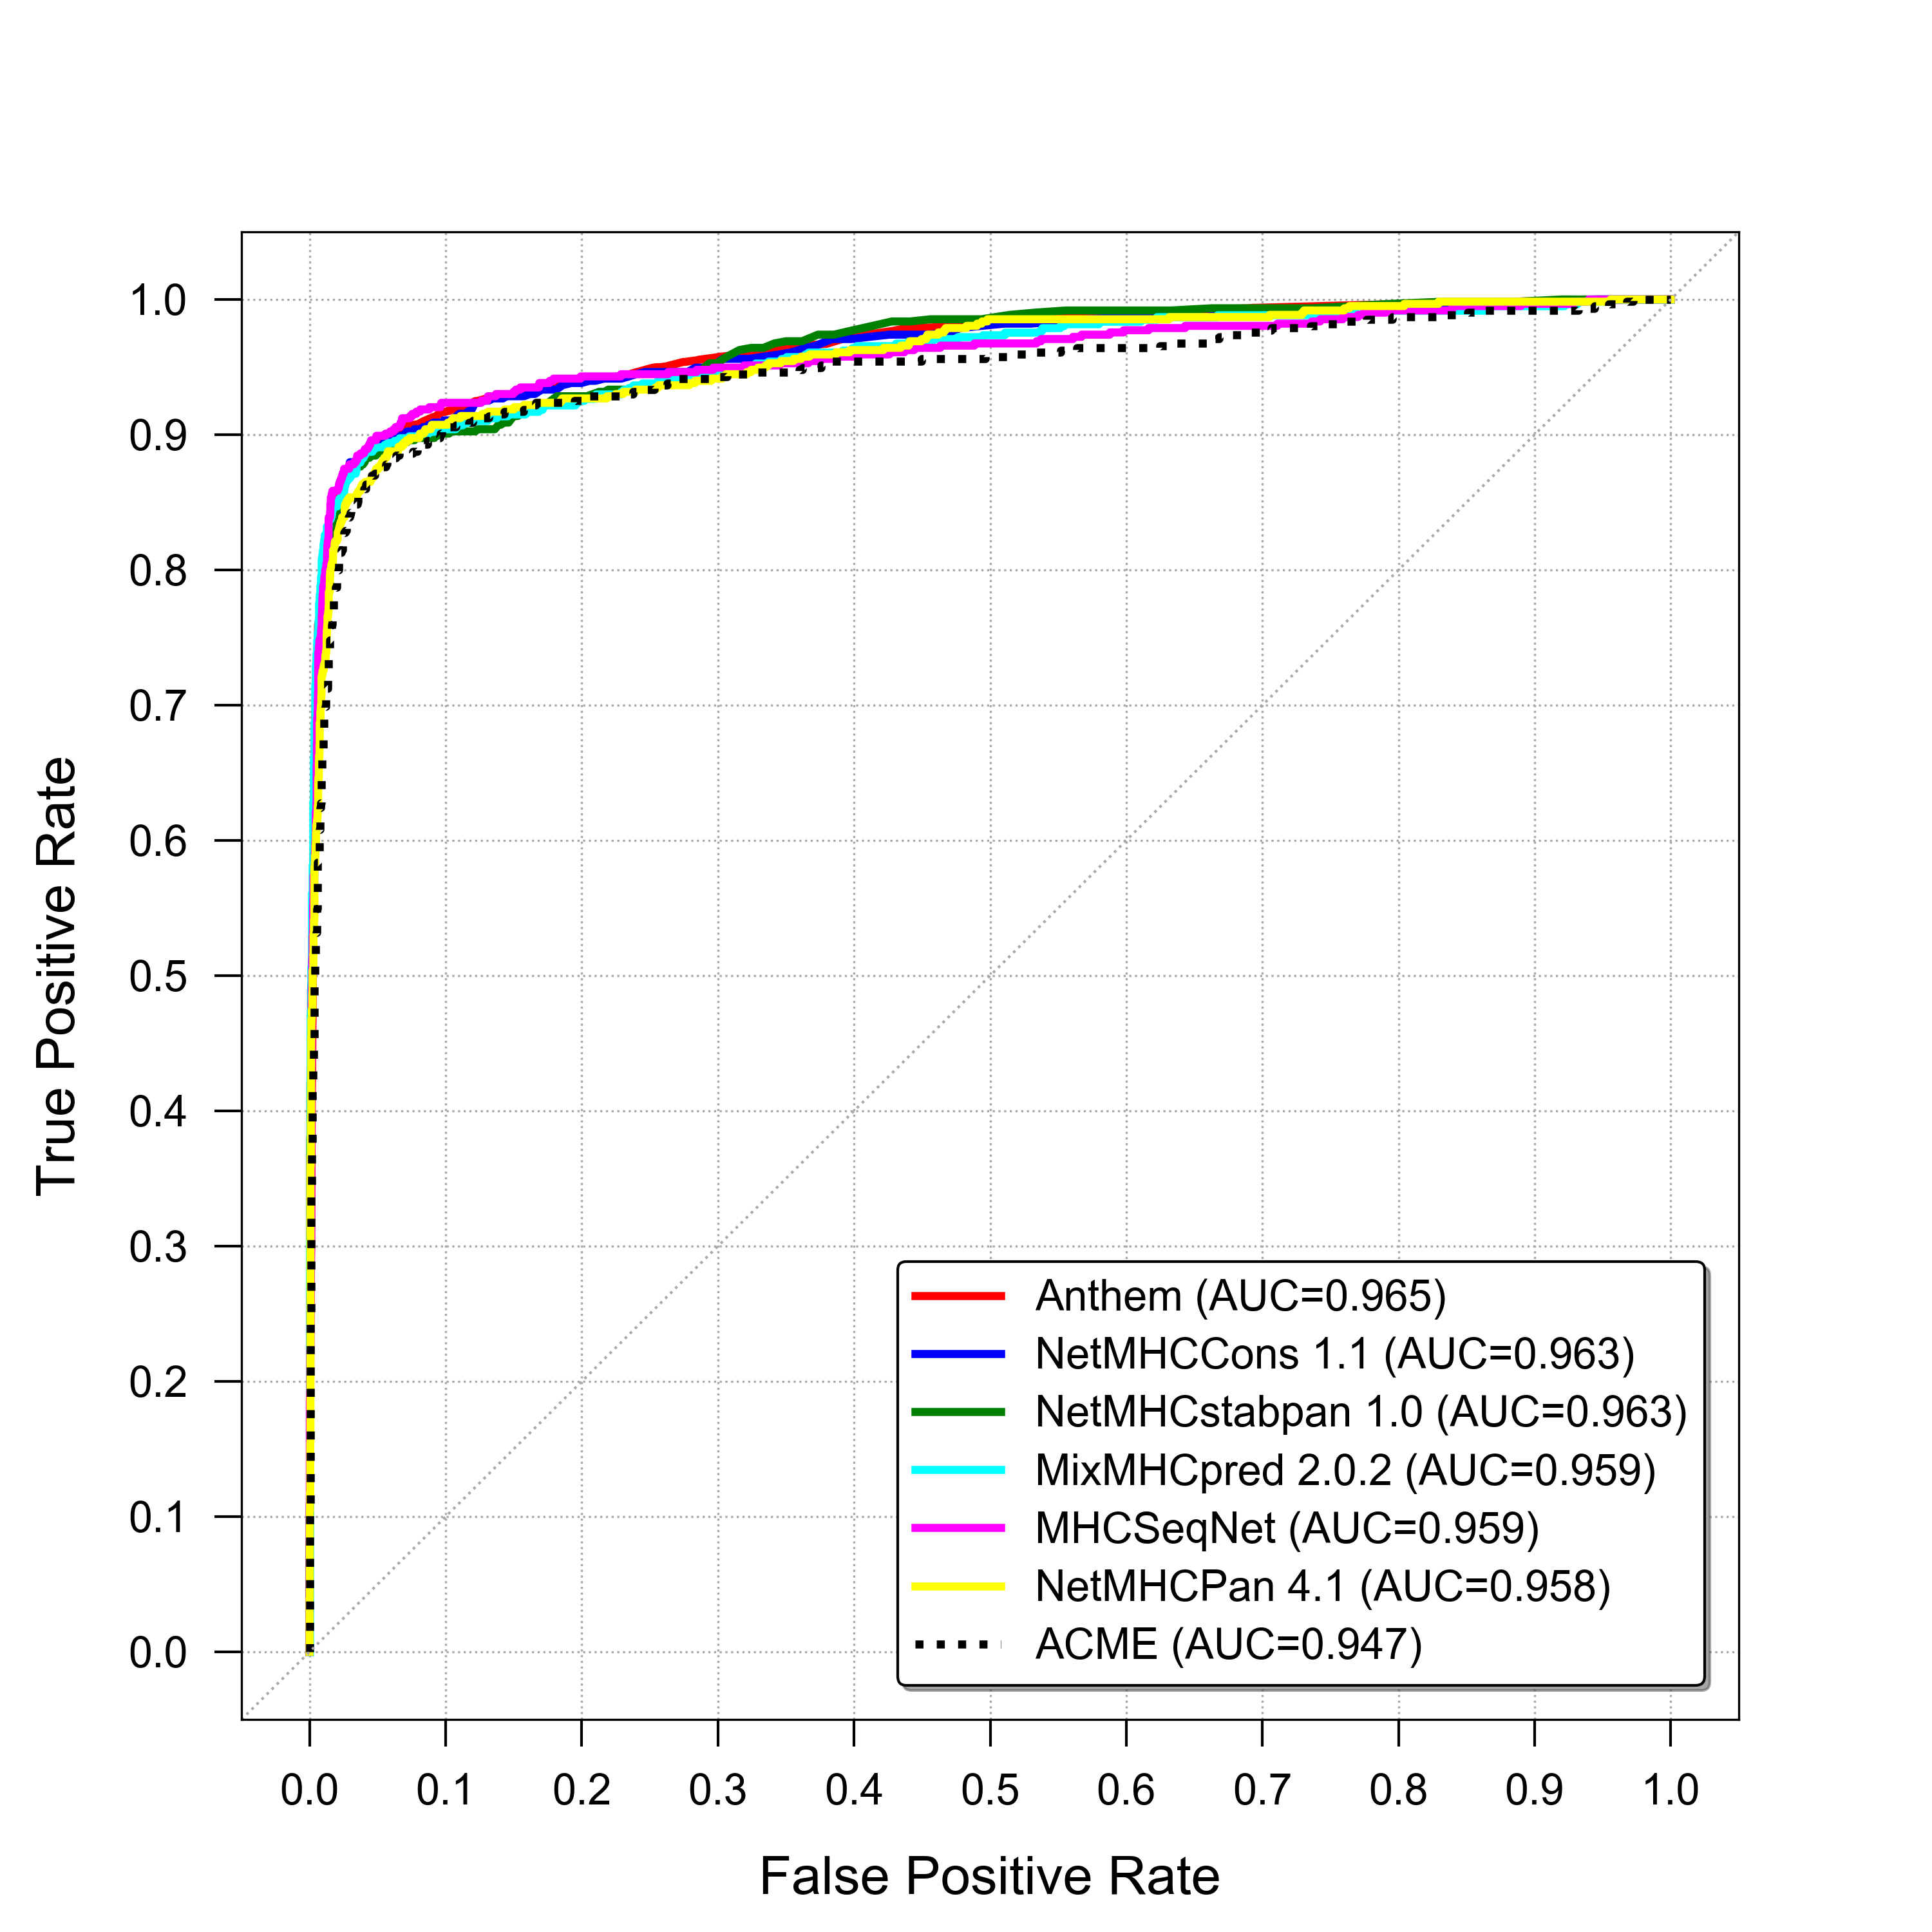 True Positive Rate
1.0
0.9
0.8
0.7
0.6
0.5
0.4
0.3
0.2
0.1
0.0
Anthem (AUC=0.965)
NetMHCCons 1.1 (AUC=0.963)
NetMHCstabpan 1.0 (AUC=0.963)
MixMHCpred 2.0.2 (AUC=0.959)
MHCSeqNet (AUC=0.959)
NetMHCPan 4.1 (AUC=0.958)
ACME (AUC=0.947)
0.0 0.1 0.2 0.3 0.4 0.5 0.6 0.7 0.8 0.9 1.0
False Positive Rate